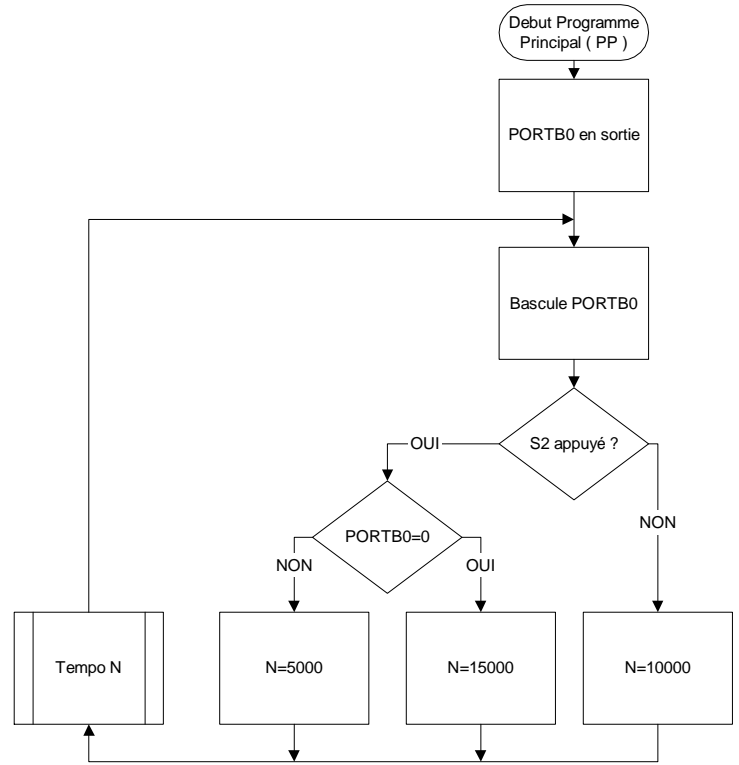 Debut Programme
Principal ( PP )
PORTB0 en sortie
Bascule PORTB0
S2 appuyé ?
OUI
NON
PORTB0=0
NON
OUI
Tempo N
N=5000
N=15000
N=10000